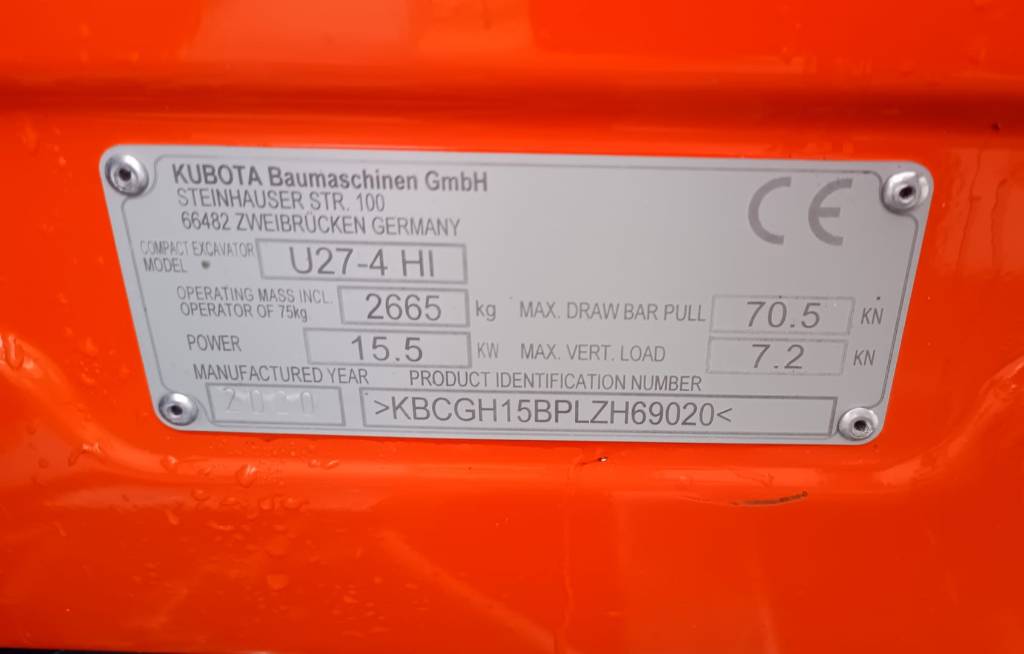 KUBOTA Baumaschinen GmbH
STEINHAUSER STR. 100
66482 ZWEIBRÜCKEN GERMANY
CE
COMPACT EXCAVATOR
MODEL U27-4 HI
OPERATING MASS INCL.
OPERATOR OF 75kg 2665 kg MAX. DRAW BAR PULL 70.5 KN
POWER 15.5 KW MAX. VERT. LOAD 7.2 KN
MANUFACTURED YEAR PRODUCT IDENTIFICATION NUMBER
2020 >KBCGH15BPLZH69020<